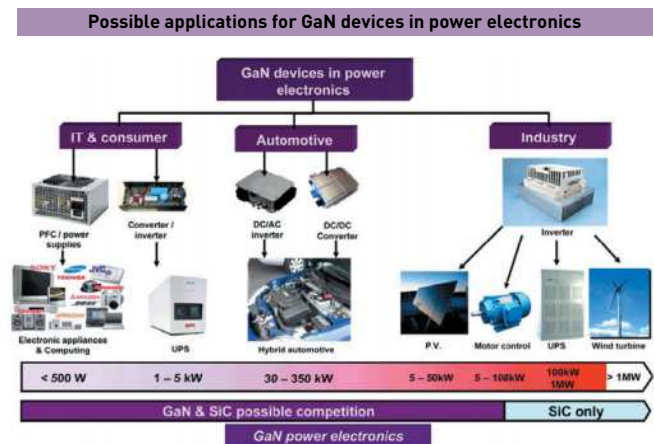 Possible applications for GaN devices in power electronics
GaN devices in power
electronics
IT & consumer
Automotive
Industry
PFC / power
supplies
Converter /
inverter
DC/AC
inverter
DC/DC
Converter
Inverter
SONY
TOSHIBA
Electronic appliances
& Computing
UPS
Hybrid automotive
P.V.
Motor control
UPS
Wind turbine
< 500 W
1 – 5 kW
30 – 350 kW
5 – 50kW
5 – 100kW
100kW
1MW
> 1MW
GaN & SiC possible competition
SiC only
GaN power electronics